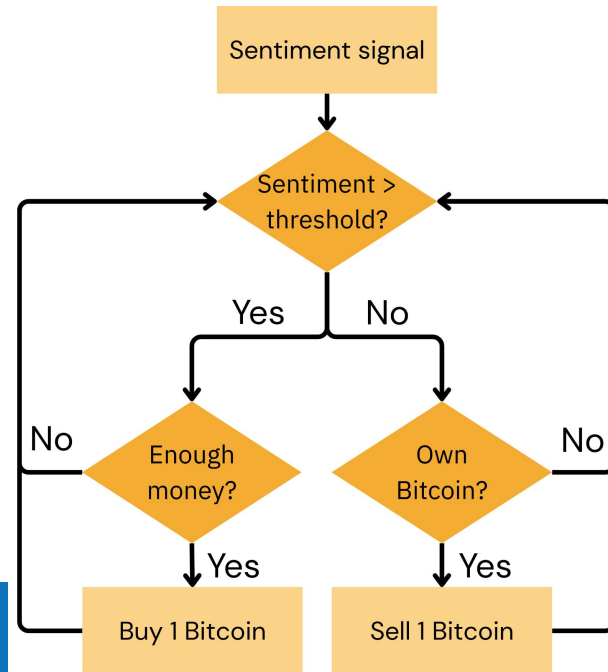 Sentiment signal
Sentiment >
threshold?
Yes
No
No
Enough
money?
Own
Bitcoin?
No
Yes
Yes
Buy 1 Bitcoin
Sell 1 Bitcoin